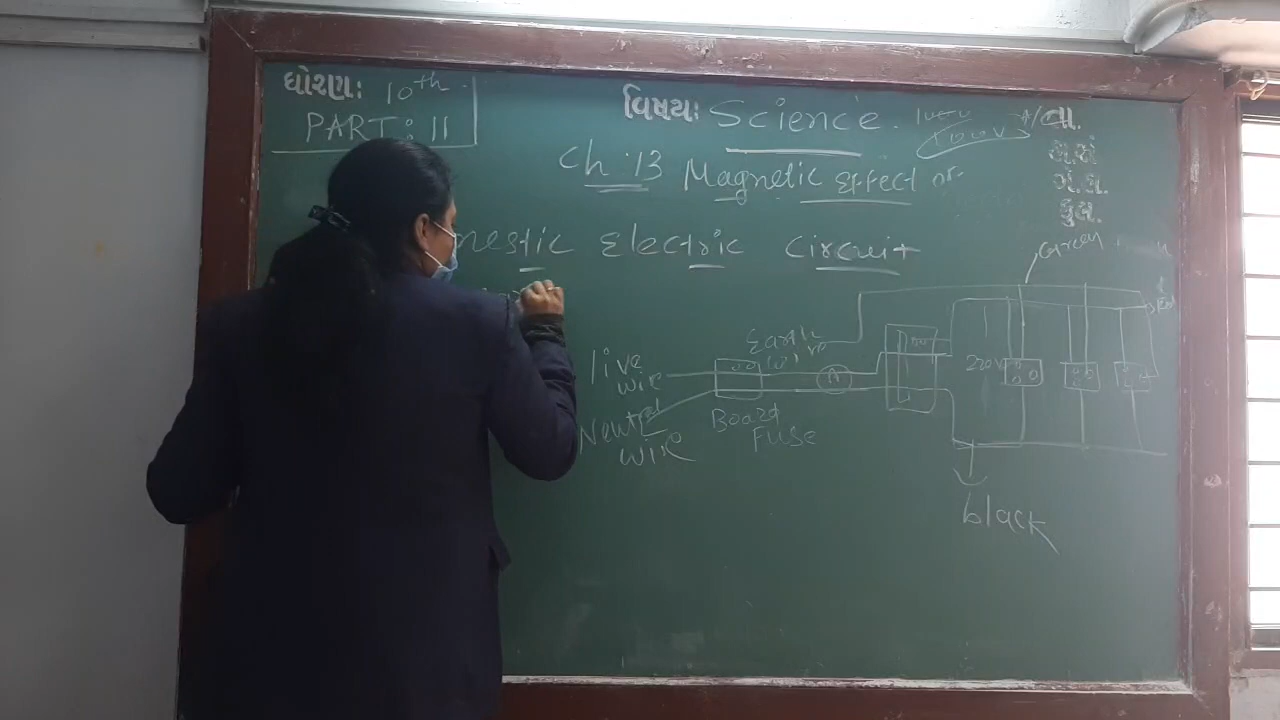 ધોરણ: 10th
PART: 11
વિષય: Science.
Ch:13 Magnetic effect of
nestic Electric Circuit
Green
Earth
live
wire
220V
Neutral
wire
Board
Fuse
A
black